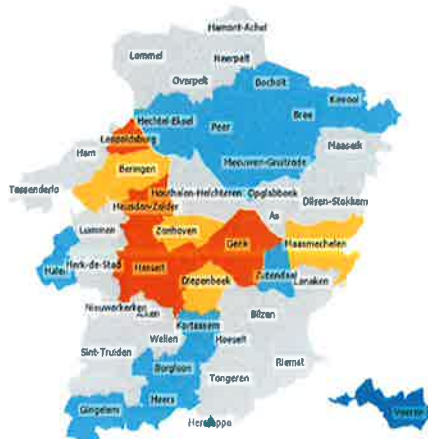 Hamont-Achel
Lommel
Neerpelt
Overpelt
Bocholt
Kinrooi
Hechtel-Eksel
Peer
Bree
Leopoldsburg
Ham
Maaseik
Beringen
Meeuwen-Gruitrode
Tessenderlo
Houthalen-Helchteren
Opglabbeek
Dilsen-Stokkem
Heusden-Zolder
As
Lummen
Zonhoven
Genk
Maasmechelen
Halen
Herk-de-Stad
Hasselt
Zutendaal
Diepenbeek
Lanaken
Nieuwerkerken
Alken
Bilzen
Kortessem
Wellen
Hoeselt
Sint-Truiden
Riemst
Borgloon
Tongeren
Heers
Gingelom
Herstappe
Voeren